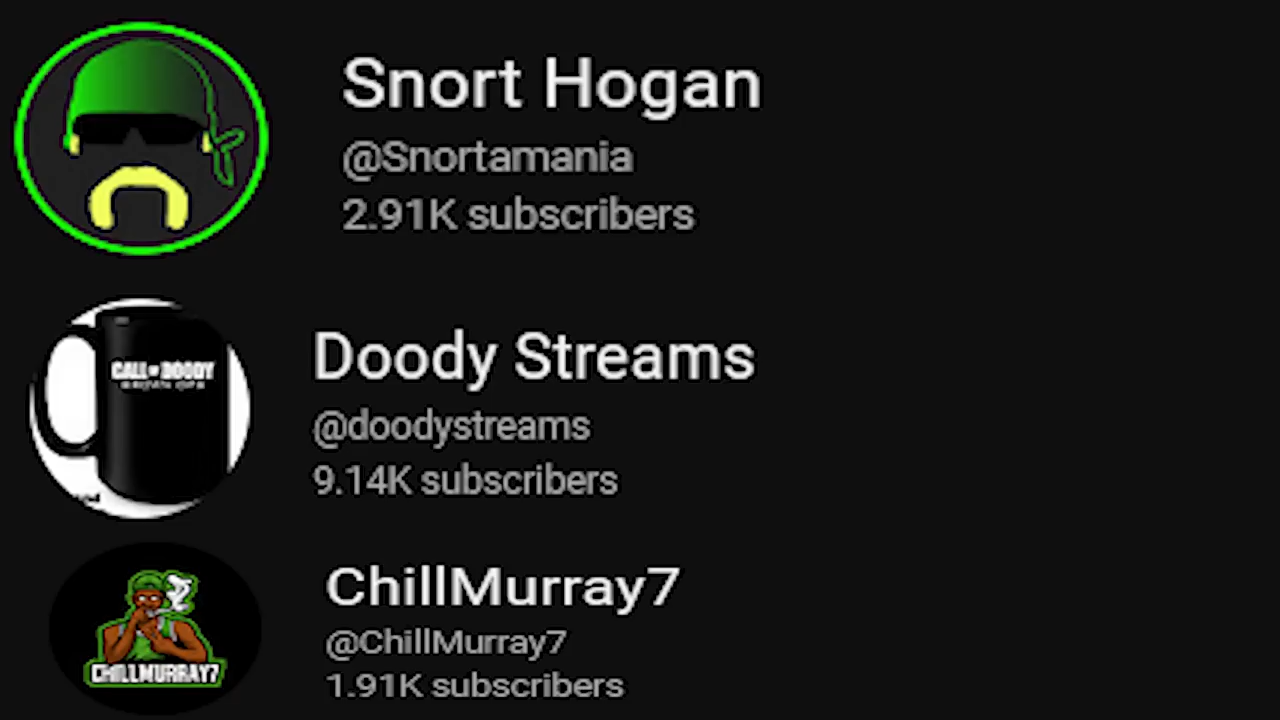 Snort Hogan
@Snortamania
2.91K subscribers
CALL OF DOODY
Doody Streams
@doodystreams
9.14K subscribers
CHILLMURRAY7
ChillMurray7
@ChillMurray7
1.91K subscribers